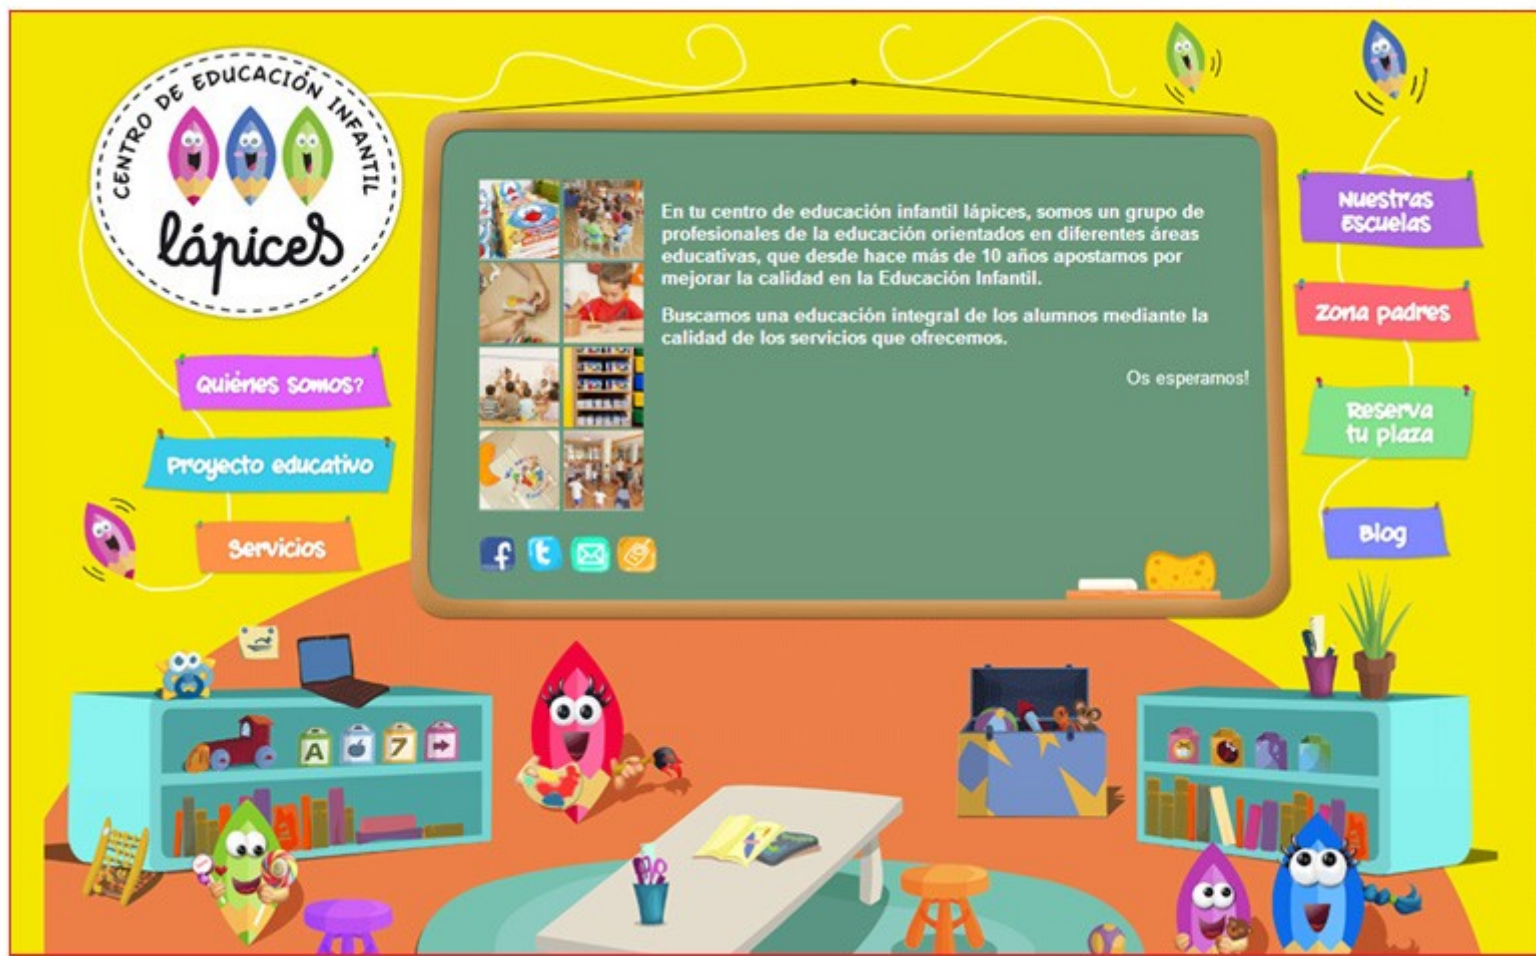 CENTRO DE EDUCACIÓN INFANTIL
lápices
Quiénes somos?
Proyecto educativo
Servicios
En tu centro de educación infantil lápices, somos un grupo de
profesionales de la educación orientados en diferentes áreas
educativas, que desde hace más de 10 años apostamos por
mejorar la calidad en la Educación Infantil.
Buscamos una educación integral de los alumnos mediante la
calidad de los servicios que ofrecemos.
Os esperamos!
Nuestras
Escuelas
Zona padres
Reserva
tu plaza
Blog
A
7